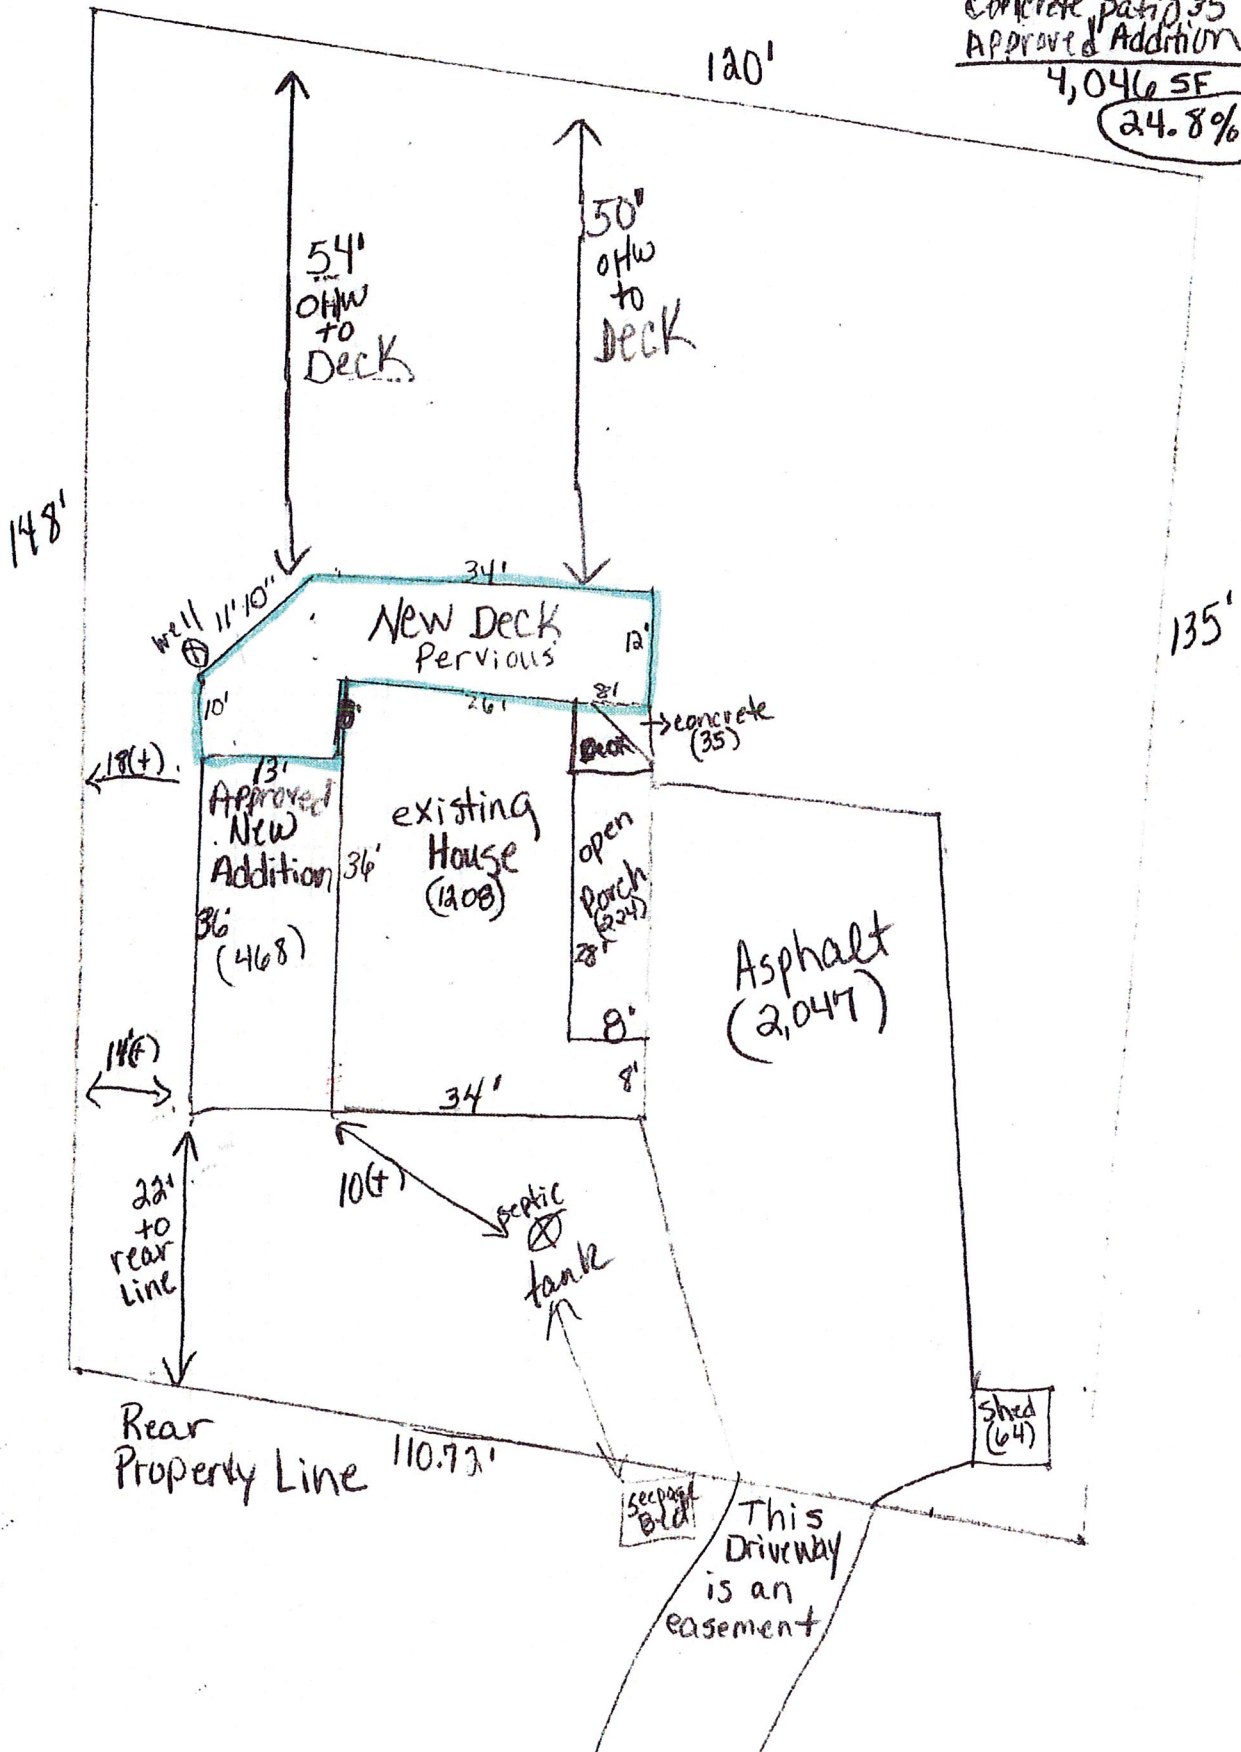 Concrete patio 35
Approved Addition
4,046 SF
24.8%
120'
54'
OHW
to
Deck
50'
OHW
to
Deck
148'
135'
34'
11'10"
well
New Deck
Pervious
12'
10'
8'
26'
8'
concrete
(35)
Deck
18(+)
13'
Approved
New
Addition
36'
(468)
36'
existing
House
(1208)
open
Porch
(224)
28'
8'
8'
Asphalt
(2,047)
14'(+)
34'
10(+)
septic
tank
22'
to
rear
Line
Rear
Property Line
110.72'
Shed
(64)
Seepage
Bed
This
Driveway
is an
easement